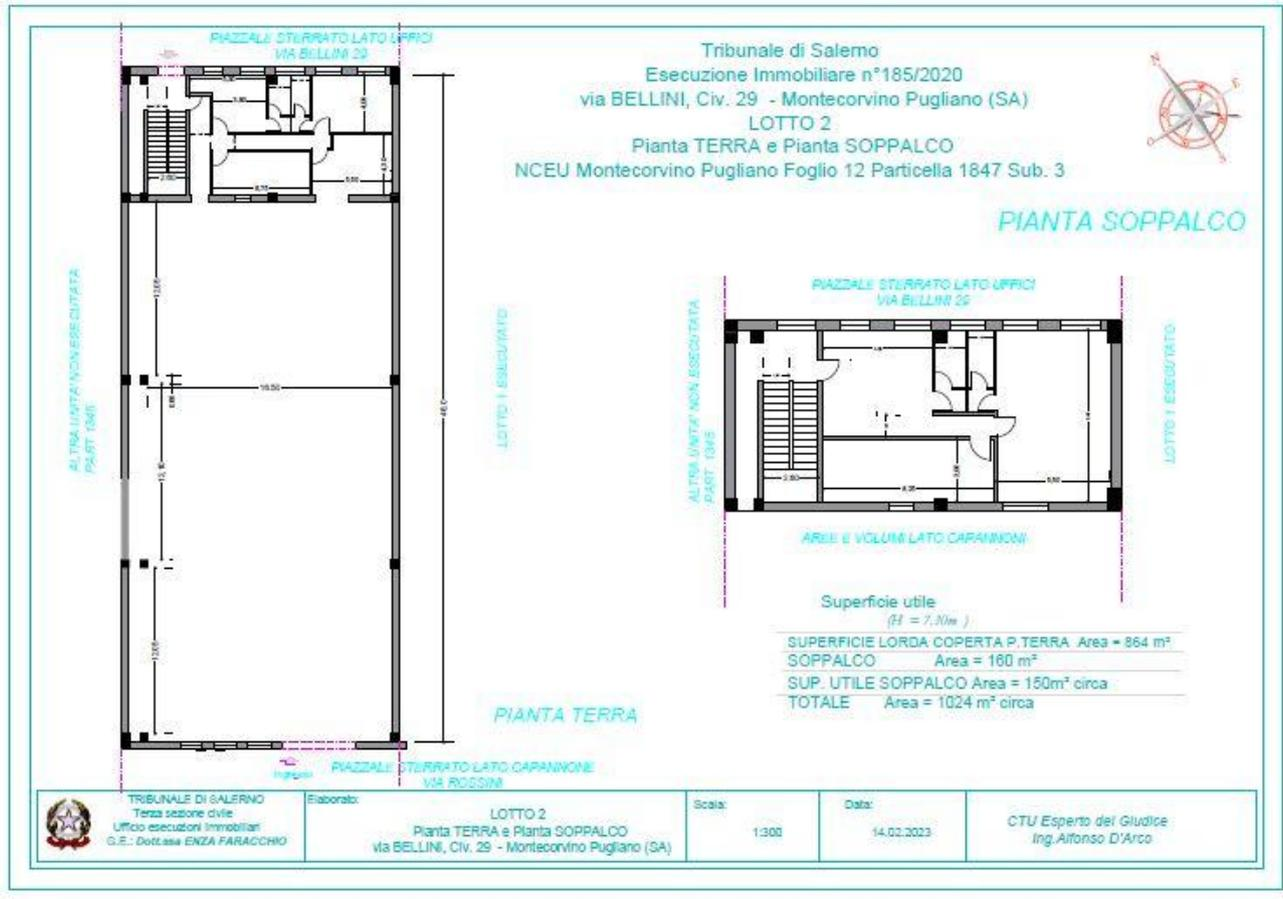 Tribunale di Salerno
Esecuzione Immobiliare n°185/2020
via BELLINI, Civ. 29 - Montecorvino Pugliano (SA)
LOTTO 2
Pianta TERRA e Pianta SOPPALCO
NCEU Montecorvino Pugliano Foglio 12 Particella 1847 Sub. 3
PIAZZALE STERRATO LATO UFFICI
VIA BELLINI 29
ALTRA UNITA' NON ESECUTATA
LOTTO 1 ESECUTATO
16.50
PIANTA TERRA
PIAZZALE STERRATO LATO CAPANNONE
VIA ROSSINI
PIANTA SOPPALCO
PIAZZALE STERRATO LATO UFFICI
VIA BELLINI 29
ALTRA UNITA' NON ESECUTATA
LOTTO 1 ESECUTATO
AREE E VOLUMI LATO CAPANNONI
Superficie utile
(H = 7.10m )
SUPERFICIE LORDA COPERTA P.TERRA Area = 864 m²
SOPPALCO Area = 160 m²
SUP. UTILE SOPPALCO Area = 150m² circa
TOTALE Area = 1024 m² circa
TRIBUNALE DI SALERNO
Terza sezione civile
Ufficio esecuzioni Immobiliari
G.E.: Dott.ssa ENZA FARACCHIO
Elaborato:
LOTTO 2
Pianta TERRA e Pianta SOPPALCO
via BELLINI, Civ. 29 - Montecorvino Pugliano (SA)
Scala:
1:300
Data:
14.02.2023
CTU Esperto del Giudice
Ing.Alfonso D'Arco